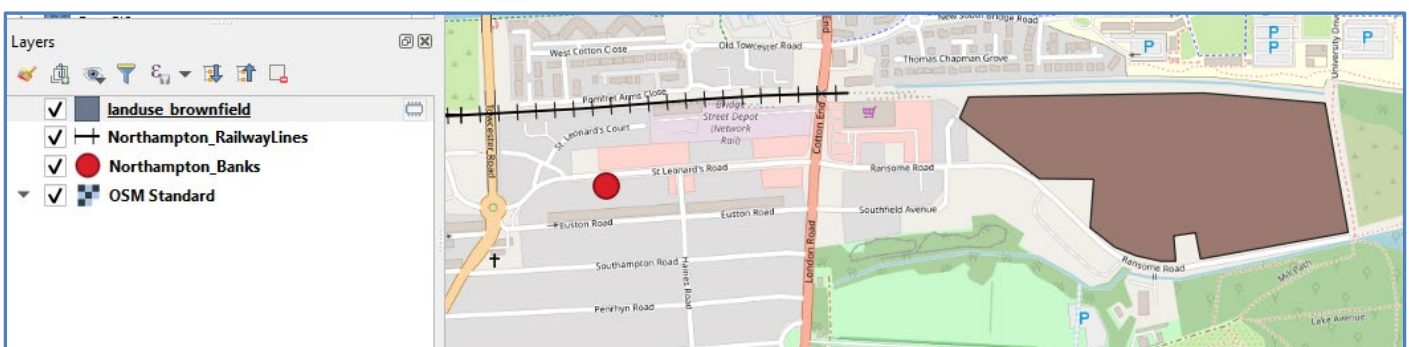 Layers
landuse_brownfield
Northampton_RailwayLines
Northampton_Banks
OSM Standard
New South Bridge Road
West Cotton Close
Old Towcester Road
Thomas Chapman Grove
End
P
P
P
P
University Drive
Pomfret Arms Close
Towcester Road
St. Leonard's Court
Bridge
Street Depot
(Network
Rail)
Cotton End
St Leonard's Road
Ransome Road
Euston Road
Euston Road
Southfield Avenue
London Road
Southampton Road
Haines Road
Penrhyn Road
Ransome Road
Milk Path
Lake Avenue
P